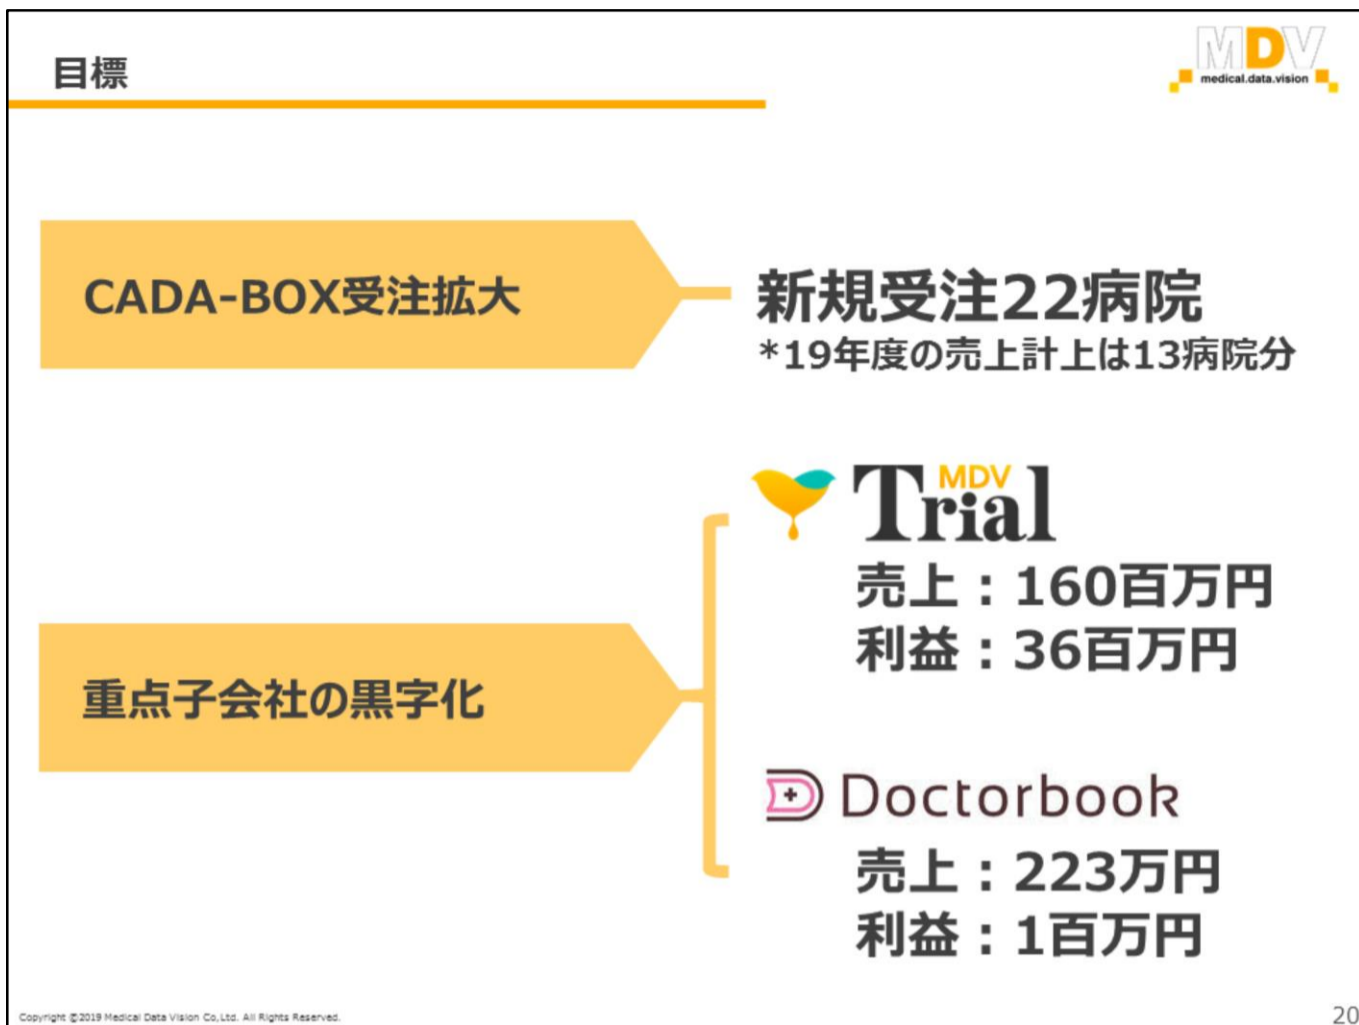 目標
MDV
medical.data.vision
CADA-BOX受注拡大
新規受注22病院
*19年度の売上計上は13病院分
重点子会社の黒字化
MDV
Trial
売上：160百万円
利益：36百万円
Doctorbook
売上：223万円
利益：1百万円
Copyright ©2019 Medical Data Vision Co,Ltd. All Rights Reserved.
20